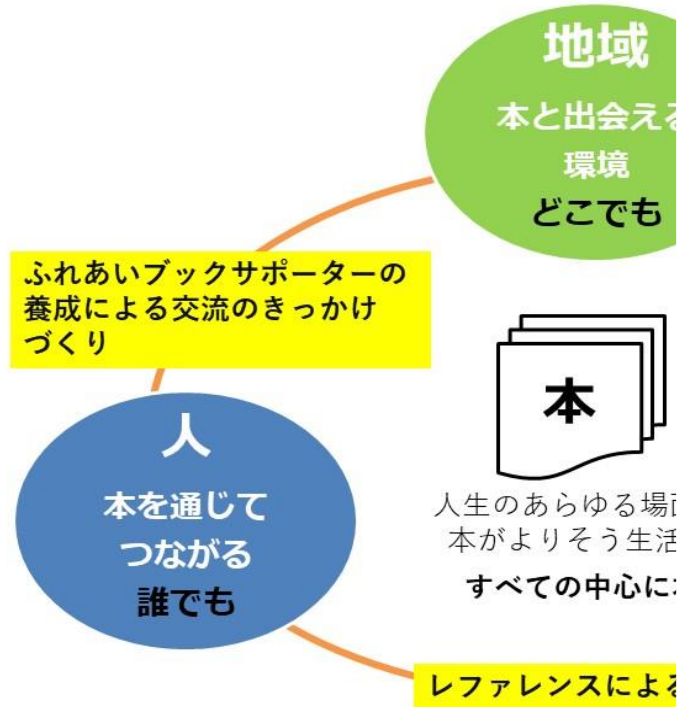 地域
本と出会える
環境
どこでも
ふれあいブックサポーターの
養成による交流のきっかけ
づくり
本
人
本を通じて
つながる
誰でも
人生のあらゆる場面
本がよりそう生活
すべての中心に
レファレンスによる